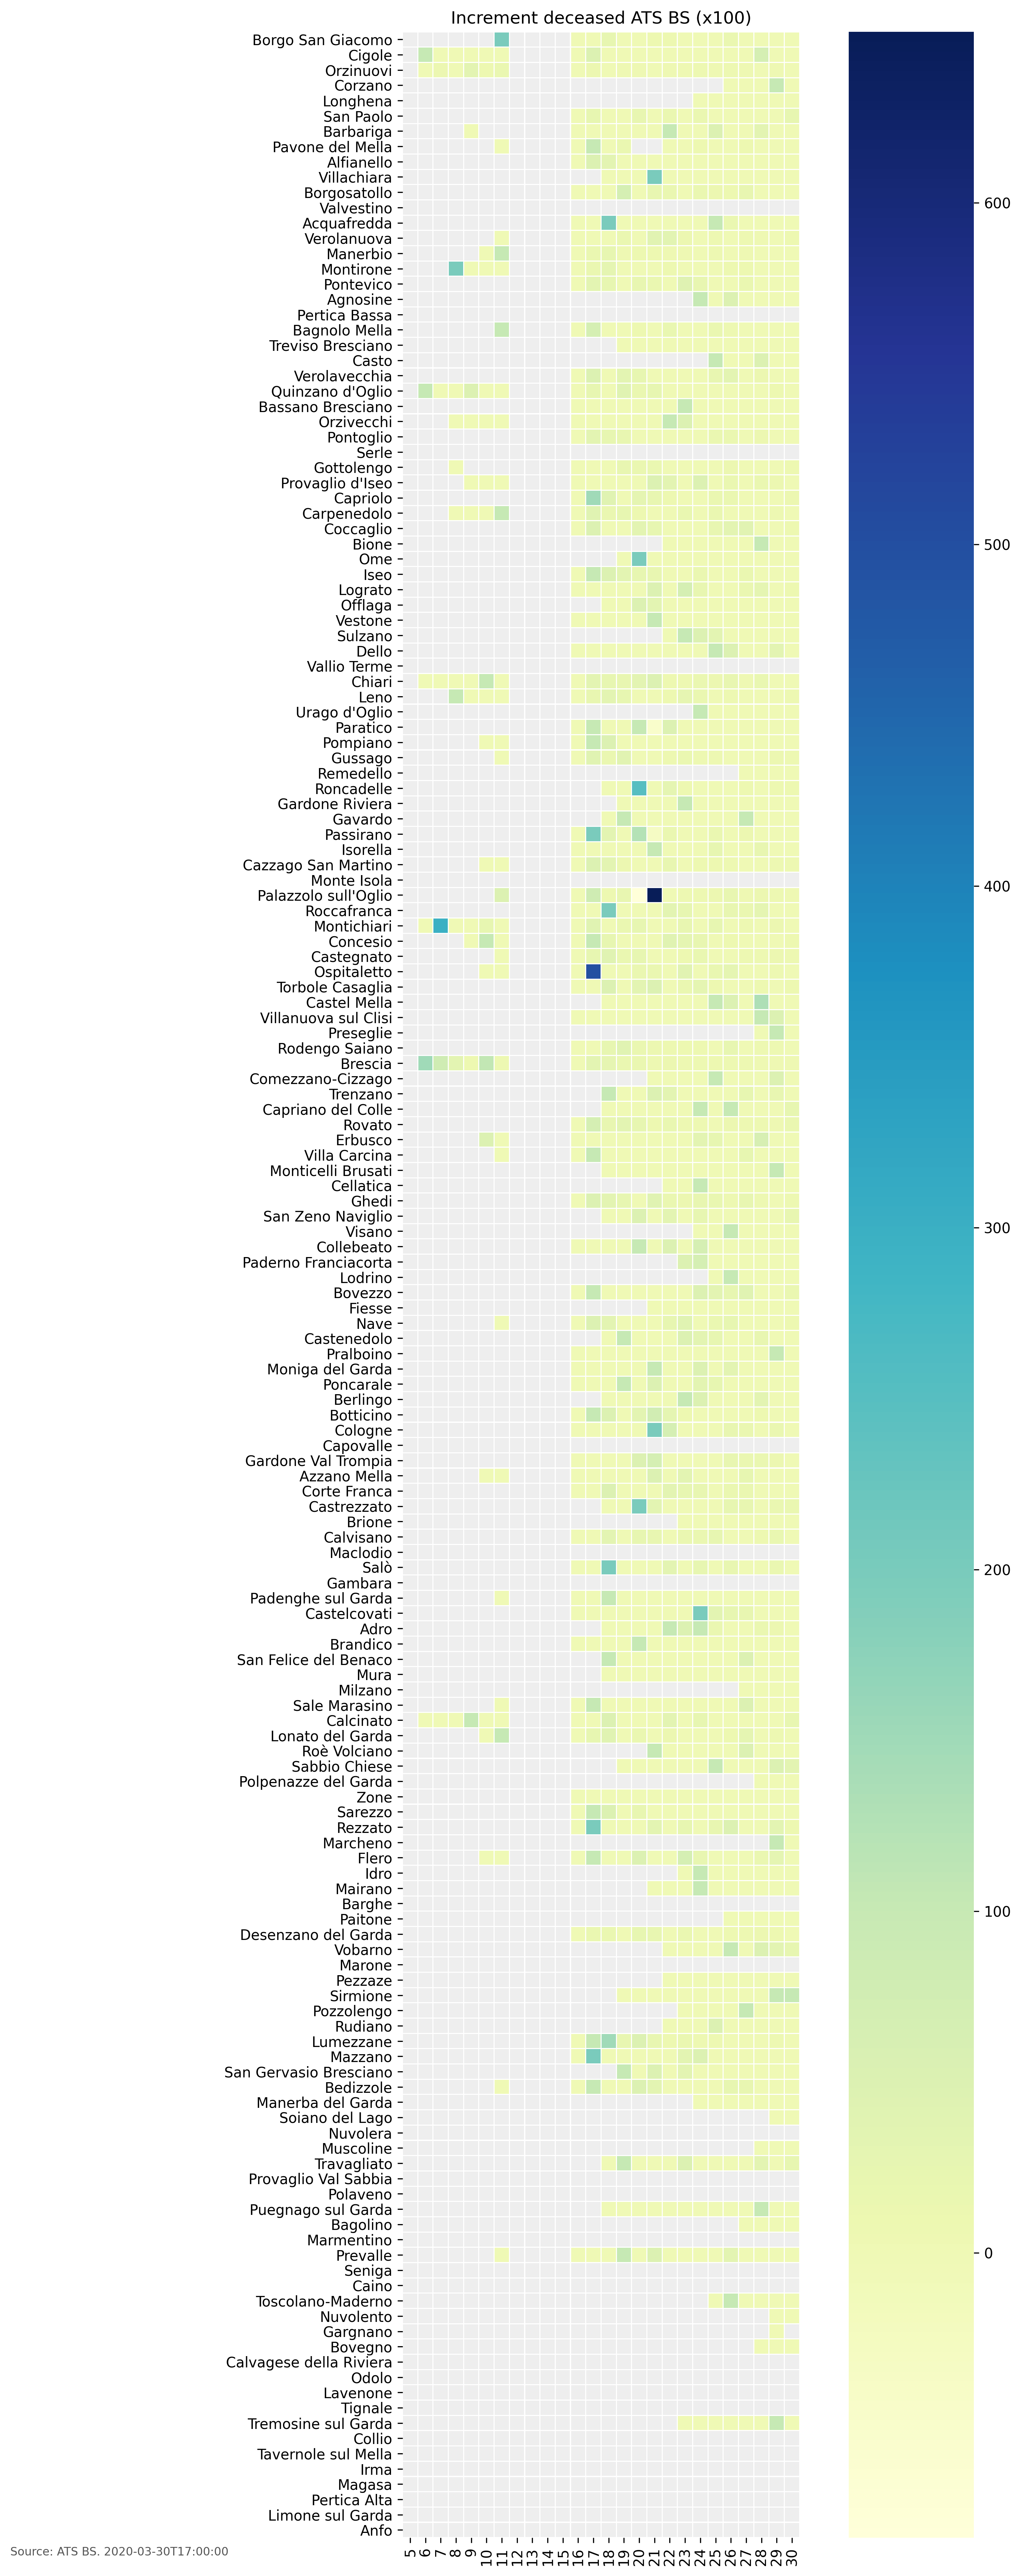 Increment deceased ATS BS (x100)
Borgo San Giacomo
Cigole
Orzinuovi
Corzano
Longhena
San Paolo
Barbariga
Pavone del Mella
Alfianello
Villachiara
Borgosatollo
Valvestino
Acquafredda
Verolanuova
Manerbio
Montirone
Pontevico
Agnosine
Pertica Bassa
Bagnolo Mella
Treviso Bresciano
Casto
Verolavecchia
Quinzano d'Oglio
Bassano Bresciano
Orzivecchi
Pontoglio
Serle
Gottolengo
Provaglio d'Iseo
Capriolo
Carpenedolo
Coccaglio
Bione
Ome
Iseo
Lograto
Offlaga
Vestone
Sulzano
Dello
Vallio Terme
Chiari
Leno
Urago d'Oglio
Paratico
Pompiano
Gussago
Remedello
Roncadelle
Gardone Riviera
Gavardo
Passirano
Isorella
Cazzago San Martino
Monte Isola
Palazzolo sull'Oglio
Roccafranca
Montichiari
Concesio
Castegnato
Ospitaletto
Torbole Casaglia
Castel Mella
Villanuova sul Clisi
Preseglie
Rodengo Saiano
Brescia
Comezzano-Cizzago
Trenzano
Capriano del Colle
Rovato
Erbusco
Villa Carcina
Monticelli Brusati
Cellatica
Ghedi
San Zeno Naviglio
Visano
Collebeato
Paderno Franciacorta
Lodrino
Bovezzo
Fiesse
Nave
Castenedolo
Pralboino
Moniga del Garda
Poncarale
Berlingo
Botticino
Cologne
Capovalle
Gardone Val Trompia
Azzano Mella
Corte Franca
Castrezzato
Brione
Calvisano
Maclodio
Salò
Gambara
Padenghe sul Garda
Castelcovati
Adro
Brandico
San Felice del Benaco
Mura
Milzano
Sale Marasino
Calcinato
Lonato del Garda
Roè Volciano
Sabbio Chiese
Polpenazze del Garda
Zone
Sarezzo
Rezzato
Marcheno
Flero
Idro
Mairano
Barghe
Paitone
Desenzano del Garda
Vobarno
Marone
Pezzaze
Sirmione
Pozzolengo
Rudiano
Lumezzane
Mazzano
San Gervasio Bresciano
Bedizzole
Manerba del Garda
Soiano del Lago
Nuvolera
Muscoline
Travagliato
Provaglio Val Sabbia
Polaveno
Puegnago sul Garda
Bagolino
Marmentino
Prevalle
Seniga
Caino
Toscolano-Maderno
Nuvolento
Gargnano
Bovegno
Calvagese della Riviera
Odolo
Lavenone
Tignale
Tremosine sul Garda
Collio
Tavernole sul Mella
Irma
Magasa
Pertica Alta
Limone sul Garda
Anfo
5 6 7 8 9 10 11 12 13 14 15 16 17 18 19 20 21 22 23 24 25 26 27 28 29 30
600
500
400
300
200
100
0
Source: ATS BS. 2020-03-30T17:00:00